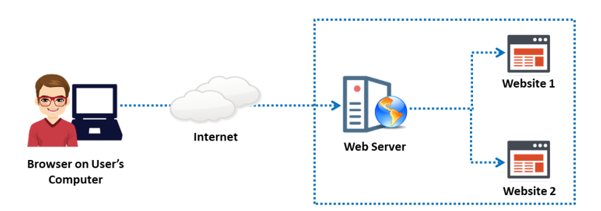 Browser on User's
Computer
Internet
Web Server
Website 1
Website 2